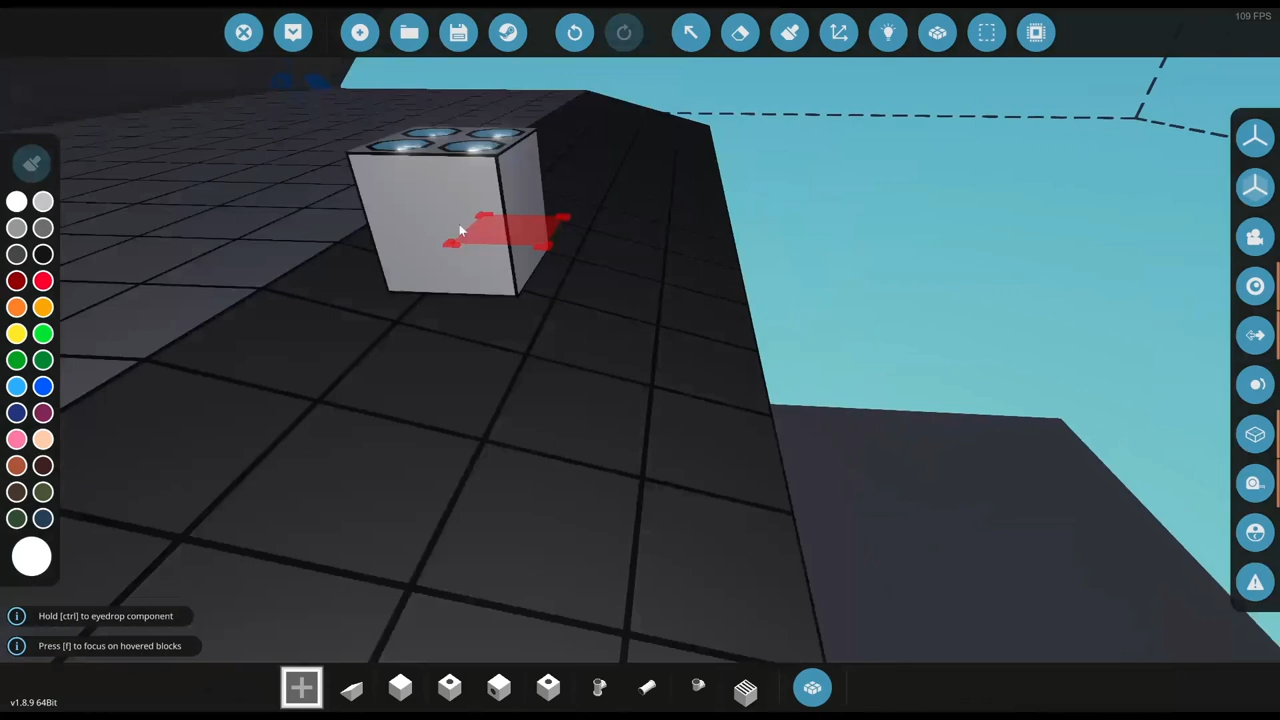 109 FPS
Hold [ctrl] to eyedrop component
Press [f] to focus on hovered blocks
v1.8.9 64Bit